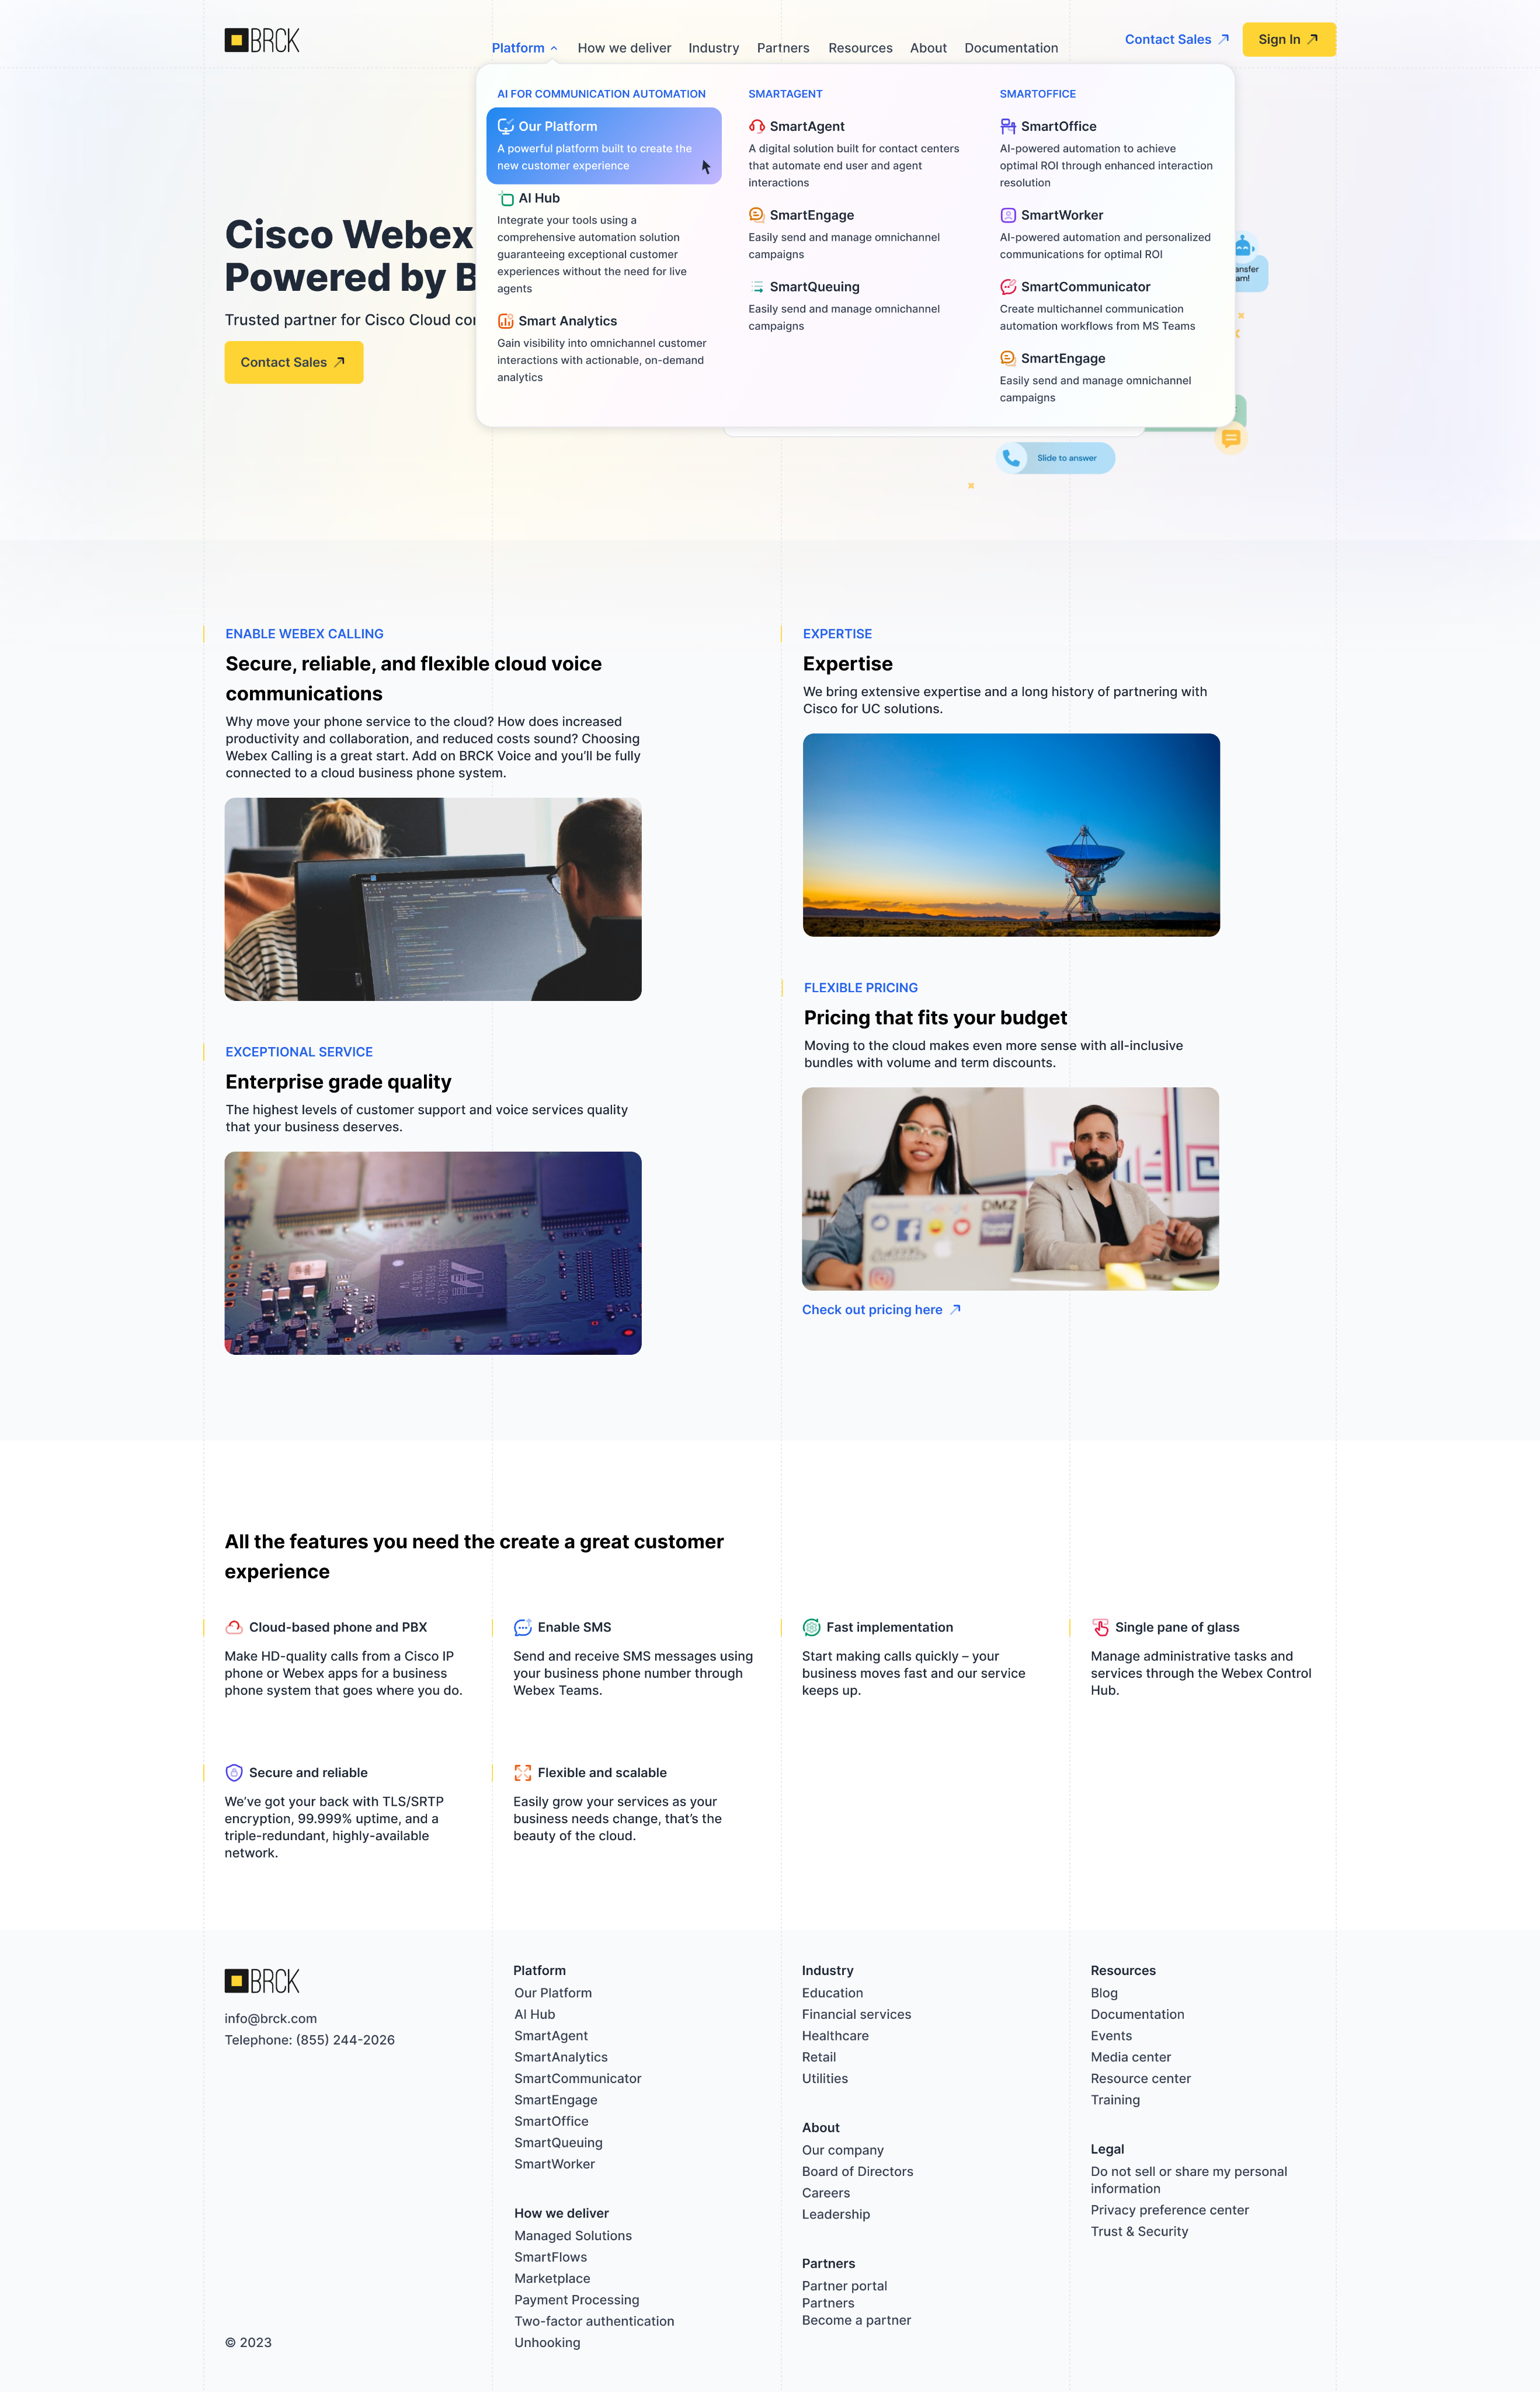 BRCK
Platform
How we deliver
Industry
Partners
Resources
About
Documentation
Contact Sales
Sign In
AI FOR COMMUNICATION AUTOMATION
Our Platform
A powerful platform built to create the
new customer experience
AI Hub
Integrate your tools using a
comprehensive automation solution
guaranteeing exceptional customer
experiences without the need for live
agents
Smart Analytics
Gain visibility into omnichannel customer
interactions with actionable, on-demand
analytics
SMARTAGENT
SmartAgent
A digital solution built for contact centers
that automate end user and agent
interactions
SmartEngage
Easily send and manage omnichannel
campaigns
SmartQueuing
Easily send and manage omnichannel
campaigns
SMARTOFFICE
SmartOffice
AI-powered automation to achieve
optimal ROI through enhanced interaction
resolution
SmartWorker
AI-powered automation and personalized
communications for optimal ROI
SmartCommunicator
Create multichannel communication
automation workflows from MS Teams
SmartEngage
Easily send and manage omnichannel
campaigns
Cisco Webex
Powered by
Trusted partner for Cisco Cloud
Contact Sales
Slide to answer
ENABLE WEBEX CALLING
Secure, reliable, and flexible cloud voice
communications
Why move your phone service to the cloud? How does increased
productivity and collaboration, and reduced costs sound? Choosing
Webex Calling is a great start. Add on BRCK Voice and you’ll be fully
connected to a cloud business phone system.
EXCEPTIONAL SERVICE
Enterprise grade quality
The highest levels of customer support and voice services quality
that your business deserves.
EXPERTISE
Expertise
We bring extensive expertise and a long history of partnering with
Cisco for UC solutions.
FLEXIBLE PRICING
Pricing that fits your budget
Moving to the cloud makes even more sense with all-inclusive
bundles with volume and term discounts.
DMZ
Check out pricing here
All the features you need the create a great customer
experience
Cloud-based phone and PBX
Make HD-quality calls from a Cisco IP
phone or Webex apps for a business
phone system that goes where you do.
Enable SMS
Send and receive SMS messages using
your business phone number through
Webex Teams.
Fast implementation
Start making calls quickly – your
business moves fast and our service
keeps up.
Single pane of glass
Manage administrative tasks and
services through the Webex Control
Hub.
Secure and reliable
We’ve got your back with TLS/SRTP
encryption, 99.999% uptime, and a
triple-redundant, highly-available
network.
Flexible and scalable
Easily grow your services as your
business needs change, that’s the
beauty of the cloud.
BRCK
info@brck.com
Telephone: (855) 244-2026
© 2023
Platform
Our Platform
AI Hub
SmartAgent
SmartAnalytics
SmartCommunicator
SmartEngage
SmartOffice
SmartQueuing
SmartWorker
How we deliver
Managed Solutions
SmartFlows
Marketplace
Payment Processing
Two-factor authentication
Unhooking
Industry
Education
Financial services
Healthcare
Retail
Utilities
About
Our company
Board of Directors
Careers
Leadership
Partners
Partner portal
Partners
Become a partner
Resources
Blog
Documentation
Events
Media center
Resource center
Training
Legal
Do not sell or share my personal
information
Privacy preference center
Trust & Security